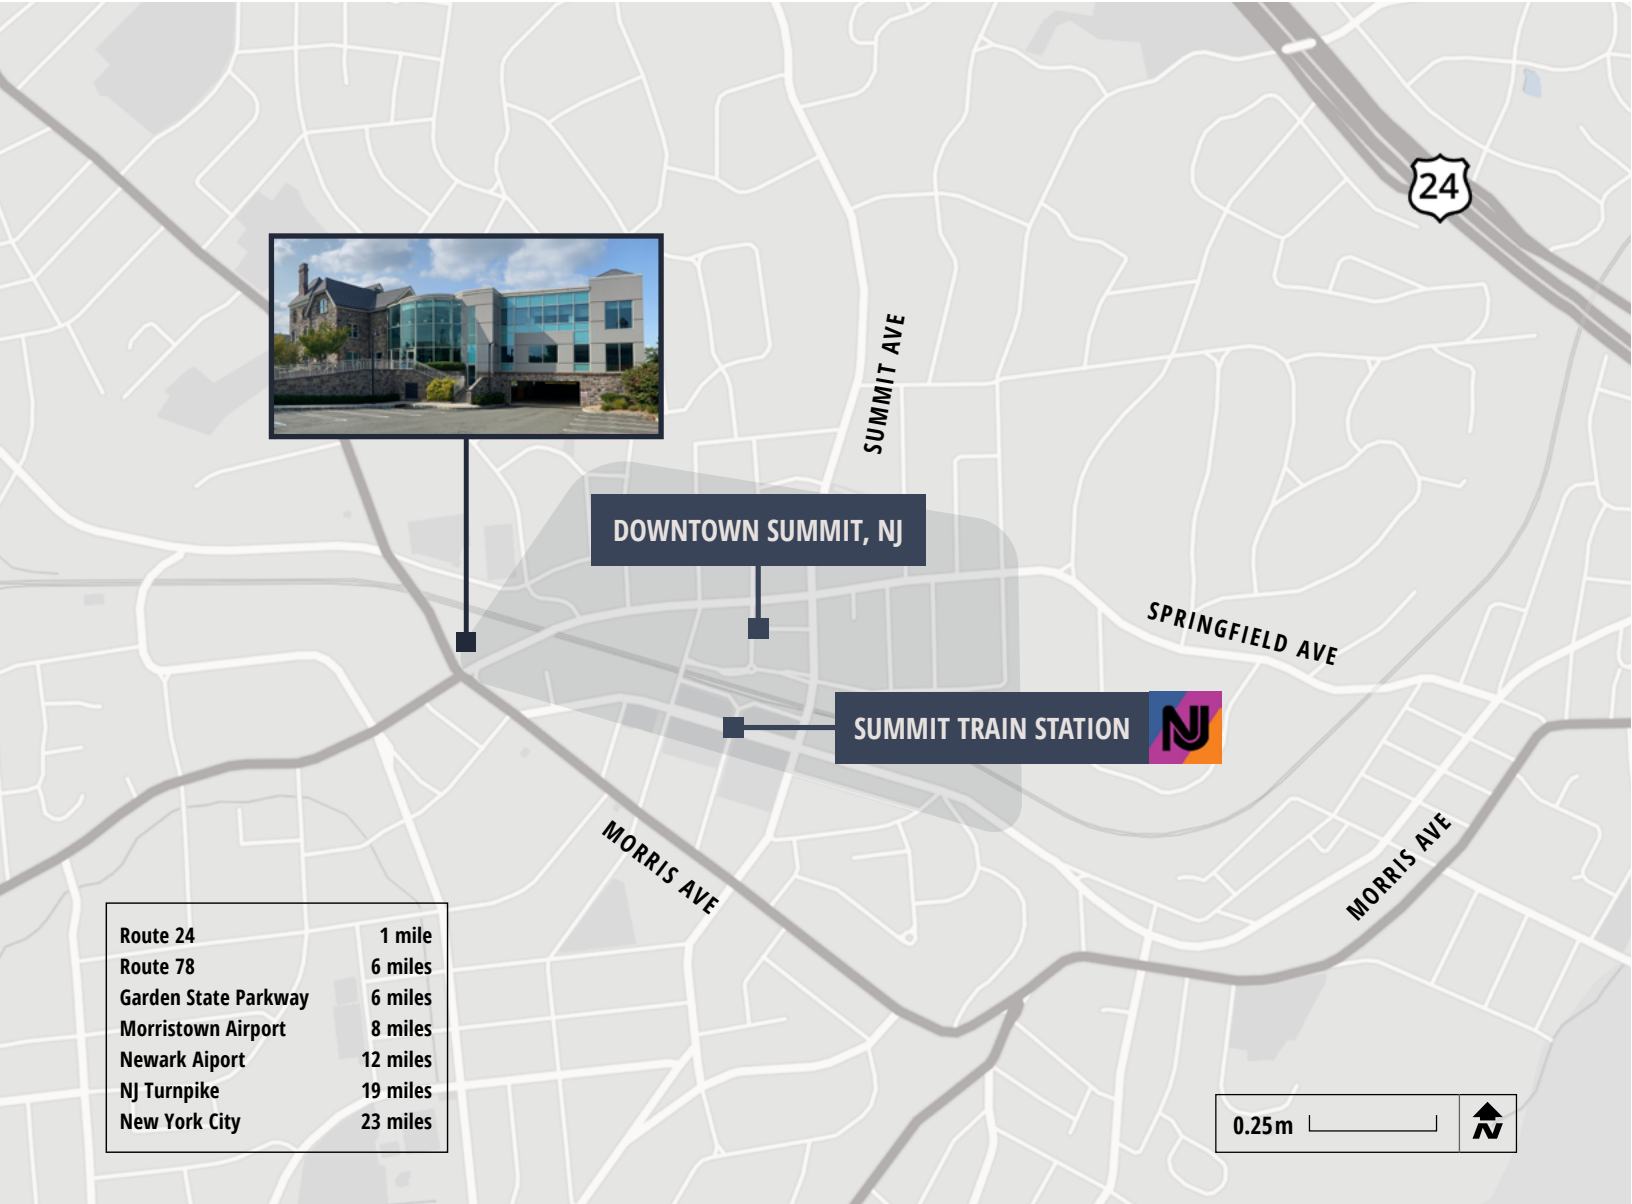 24
SUMMIT AVE
DOWNTOWN SUMMIT, NJ
SPRINGFIELD AVE
SUMMIT TRAIN STATION NJ
MORRIS AVE
MORRIS AVE
Route 24 1 mile
Route 78 6 miles
Garden State Parkway 6 miles
Morristown Airport 8 miles
Newark Aiport 12 miles
NJ Turnpike 19 miles
New York City 23 miles
0.25m N